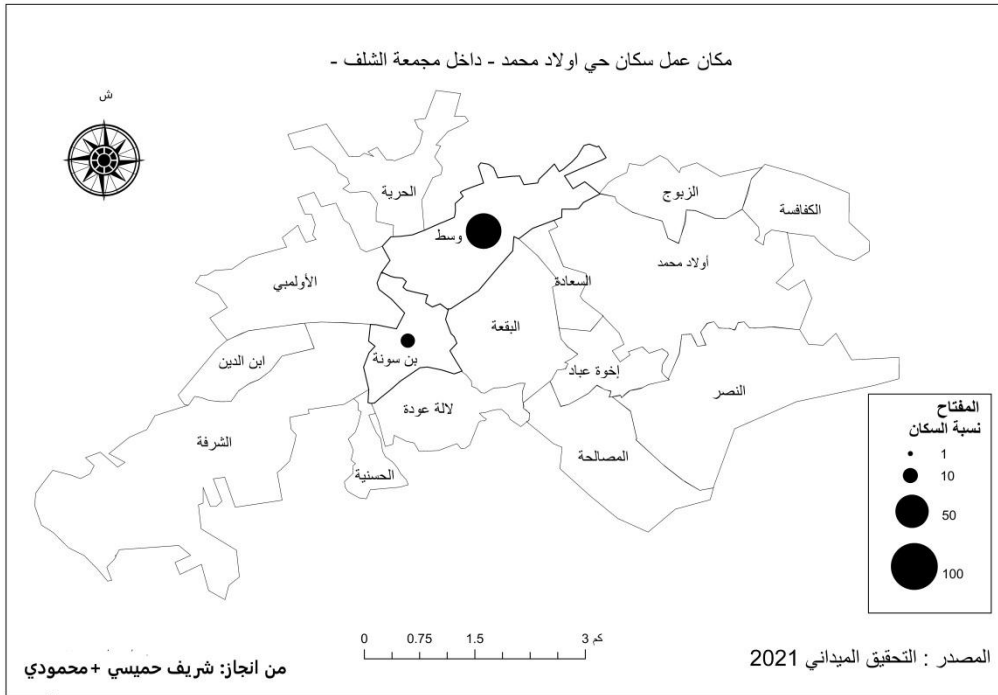 مكان عمل سكان حي اولاد محمد - داخل مجمعة الشلف -
ش
الحرية
الزبوج
الكفافسة
وسط
أولاد محمد
السعادة
الأولمبي
البقعة
بن سونة
ابن الدين
إخوة عباد
النصر
لالة عودة
الشرفة
المصالحة
الحسنية
المفتاح
نسبة السكان
1
10
50
100
0 0.75 1.5 3 كم
المصدر : التحقيق الميداني 2021
من انجاز: شريف حميسي + محمودي